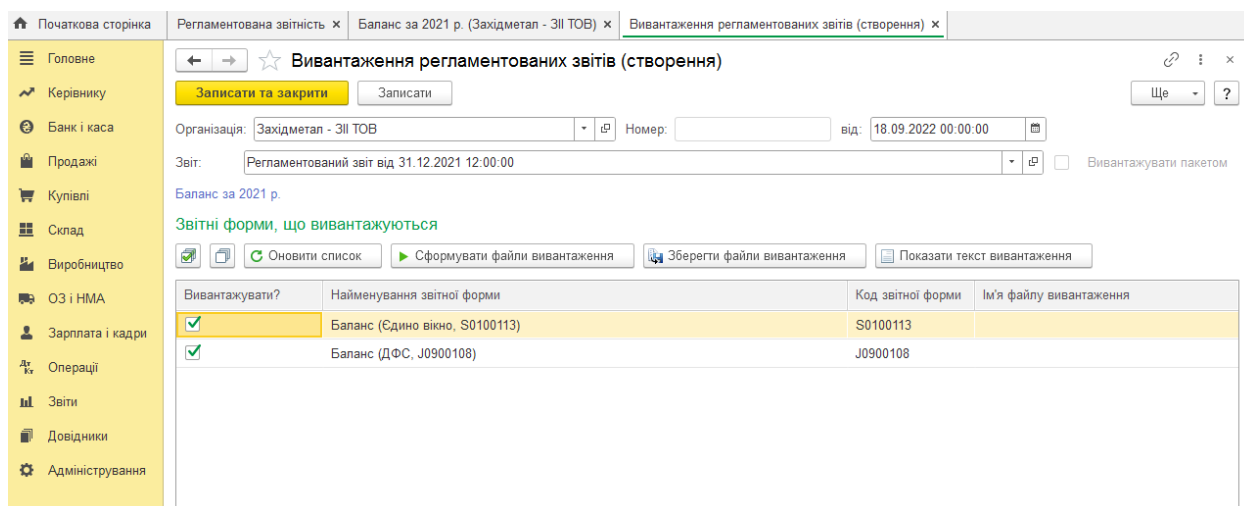 Початкова сторінка
Регламентована звітність ×
Баланс за 2021 р. (Західметал - ЗІІ ТОВ) ×
Вивантаження регламентованих звітів (створення) ×
Головне
Керівнику
Банк і каса
Продажі
Купівлі
Склад
Виробництво
ОЗ і НМА
Зарплата і кадри
Операції
Звіти
Довідники
Адміністрування
Вивантаження регламентованих звітів (створення)
Записати та закрити
Записати
Ще
?
Організація: Західметал - ЗІІ ТОВ
Номер:
від: 18.09.2022 00:00:00
Звіт: Регламентований звіт від 31.12.2021 12:00:00
Вивантажувати пакетом
Баланс за 2021 р.
Звітні форми, що вивантажуються
Оновити список
Сформувати файли вивантаження
Зберегти файли вивантаження
Показати текст вивантаження
Вивантажувати? Найменування звітної форми Код звітної форми Ім'я файлу вивантаження
Баланс (Єдино вікно, S0100113) S0100113
Баланс (ДФС, J0900108) J0900108